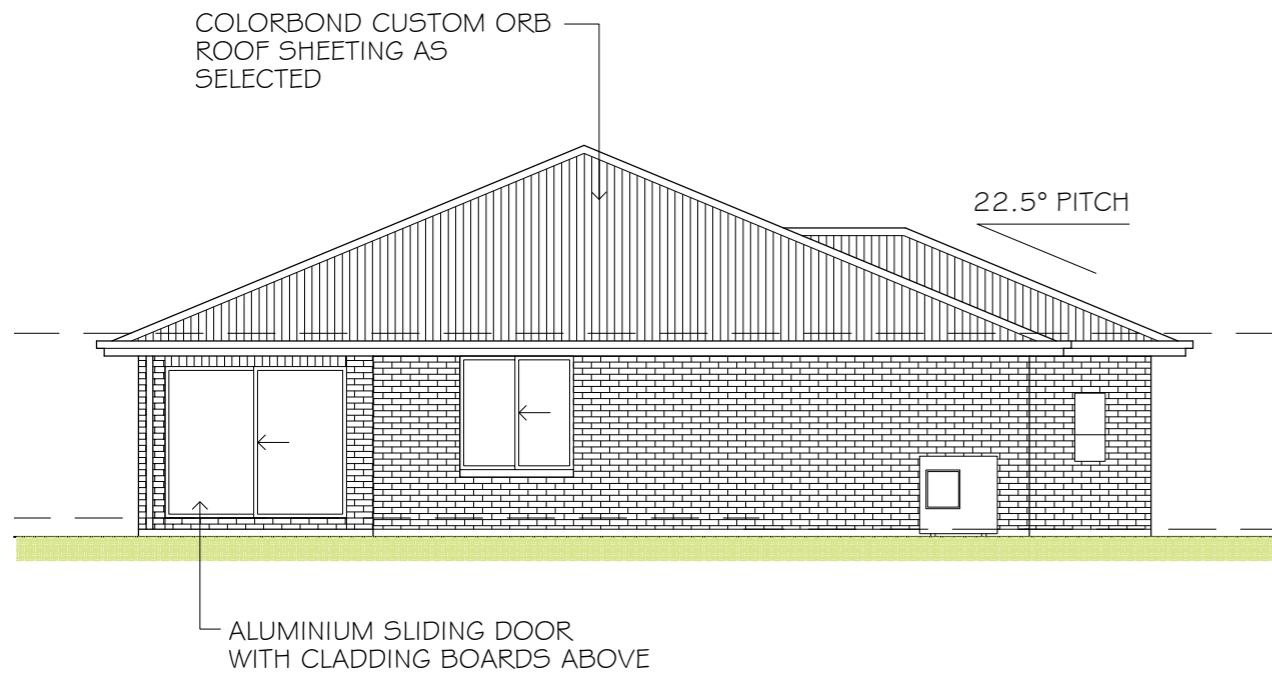 COLORBOND CUSTOM ORB
ROOF SHEETING AS
SELECTED
22.5° PITCH
ALUMINIUM SLIDING DOOR
WITH CLADDING BOARDS ABOVE